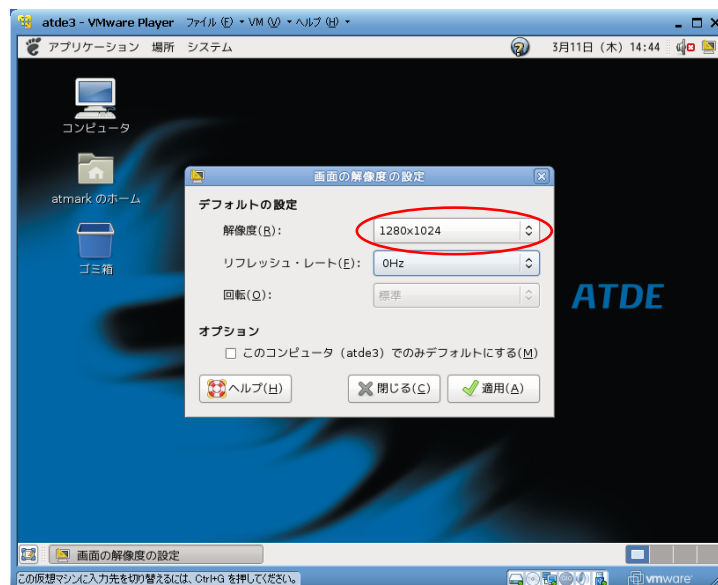 atde3 - VMware Player ファイル (F) ・ VM (V) ・ ヘルプ (H) ・
アプリケーション 場所 システム 3月11日 (木) 14:44
コンピュータ
atmark のホーム
ゴミ箱
画面の解像度の設定
デフォルトの設定
解像度(R): 1280x1024
リフレッシュ・レート(F): 0Hz
回転(O): 標準
オプション
このコンピュータ (atde3) でのみデフォルトにする(M)
ヘルプ(H) 閉じる(C) 適用(A)
ATDE
画面の解像度の設定
この仮想マシンに入力先を切り替えるには、Ctrl+G を押してください。 vmware